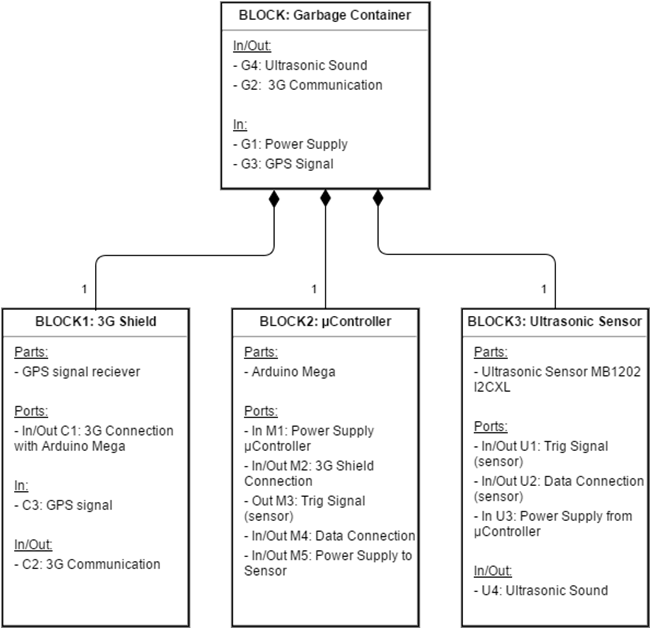 BLOCK: Garbage Container
In/Out:
- G4: Ultrasonic Sound
- G2: 3G Communication
In:
- G1: Power Supply
- G3: GPS Signal
1
1
1
BLOCK1: 3G Shield
Parts:
- GPS signal reciever
Ports:
- In/Out C1: 3G Connection
with Arduino Mega
In:
- C3: GPS signal
In/Out:
- C2: 3G Communication
BLOCK2: µController
Parts:
- Arduino Mega
Ports:
- In M1: Power Supply
µController
- In/Out M2: 3G Shield
Connection
- Out M3: Trig Signal
(sensor)
- In/Out M4: Data Connection
- In/Out M5: Power Supply to
Sensor
BLOCK3: Ultrasonic Sensor
Parts:
- Ultrasonic Sensor MB1202
I2CXL
Ports:
- In/Out U1: Trig Signal
(sensor)
- In/Out U2: Data Connection
(sensor)
- In U3: Power Supply from
µController
In/Out:
- U4: Ultrasonic Sound